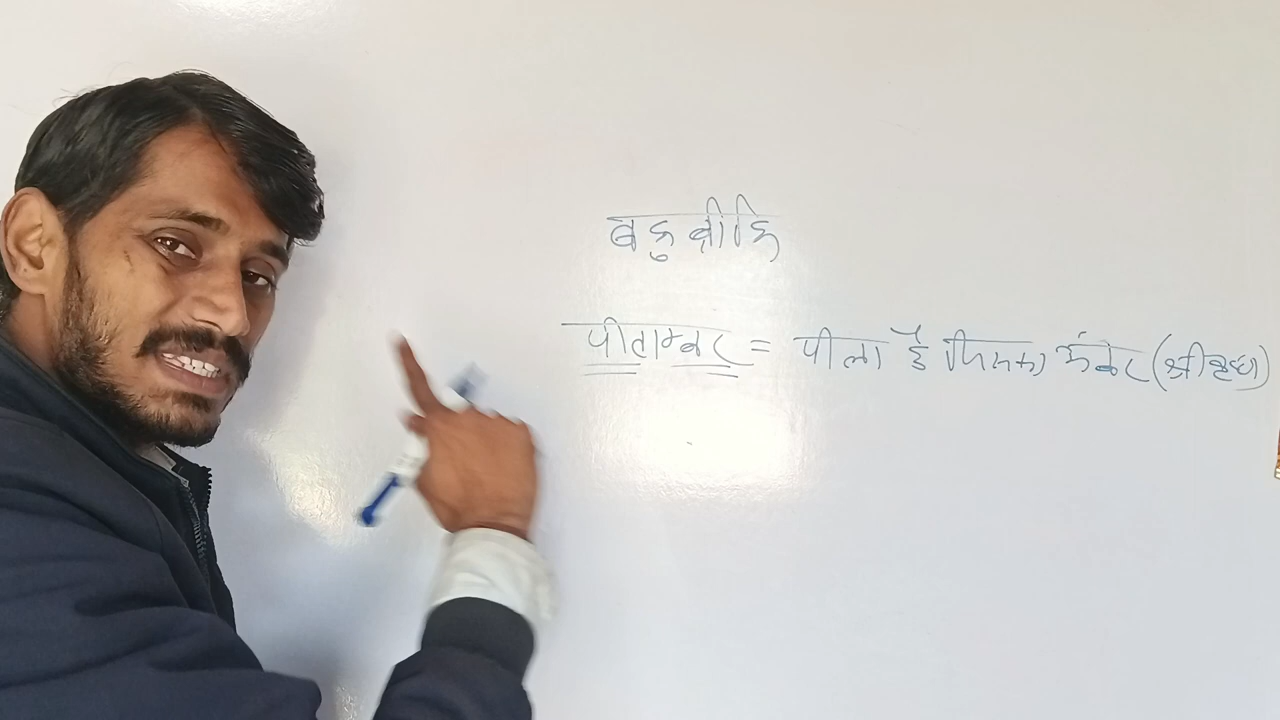 बहुब्रीहि
पीताम्बर = पीला है जिसका अंबर (श्रीकृष्ण)